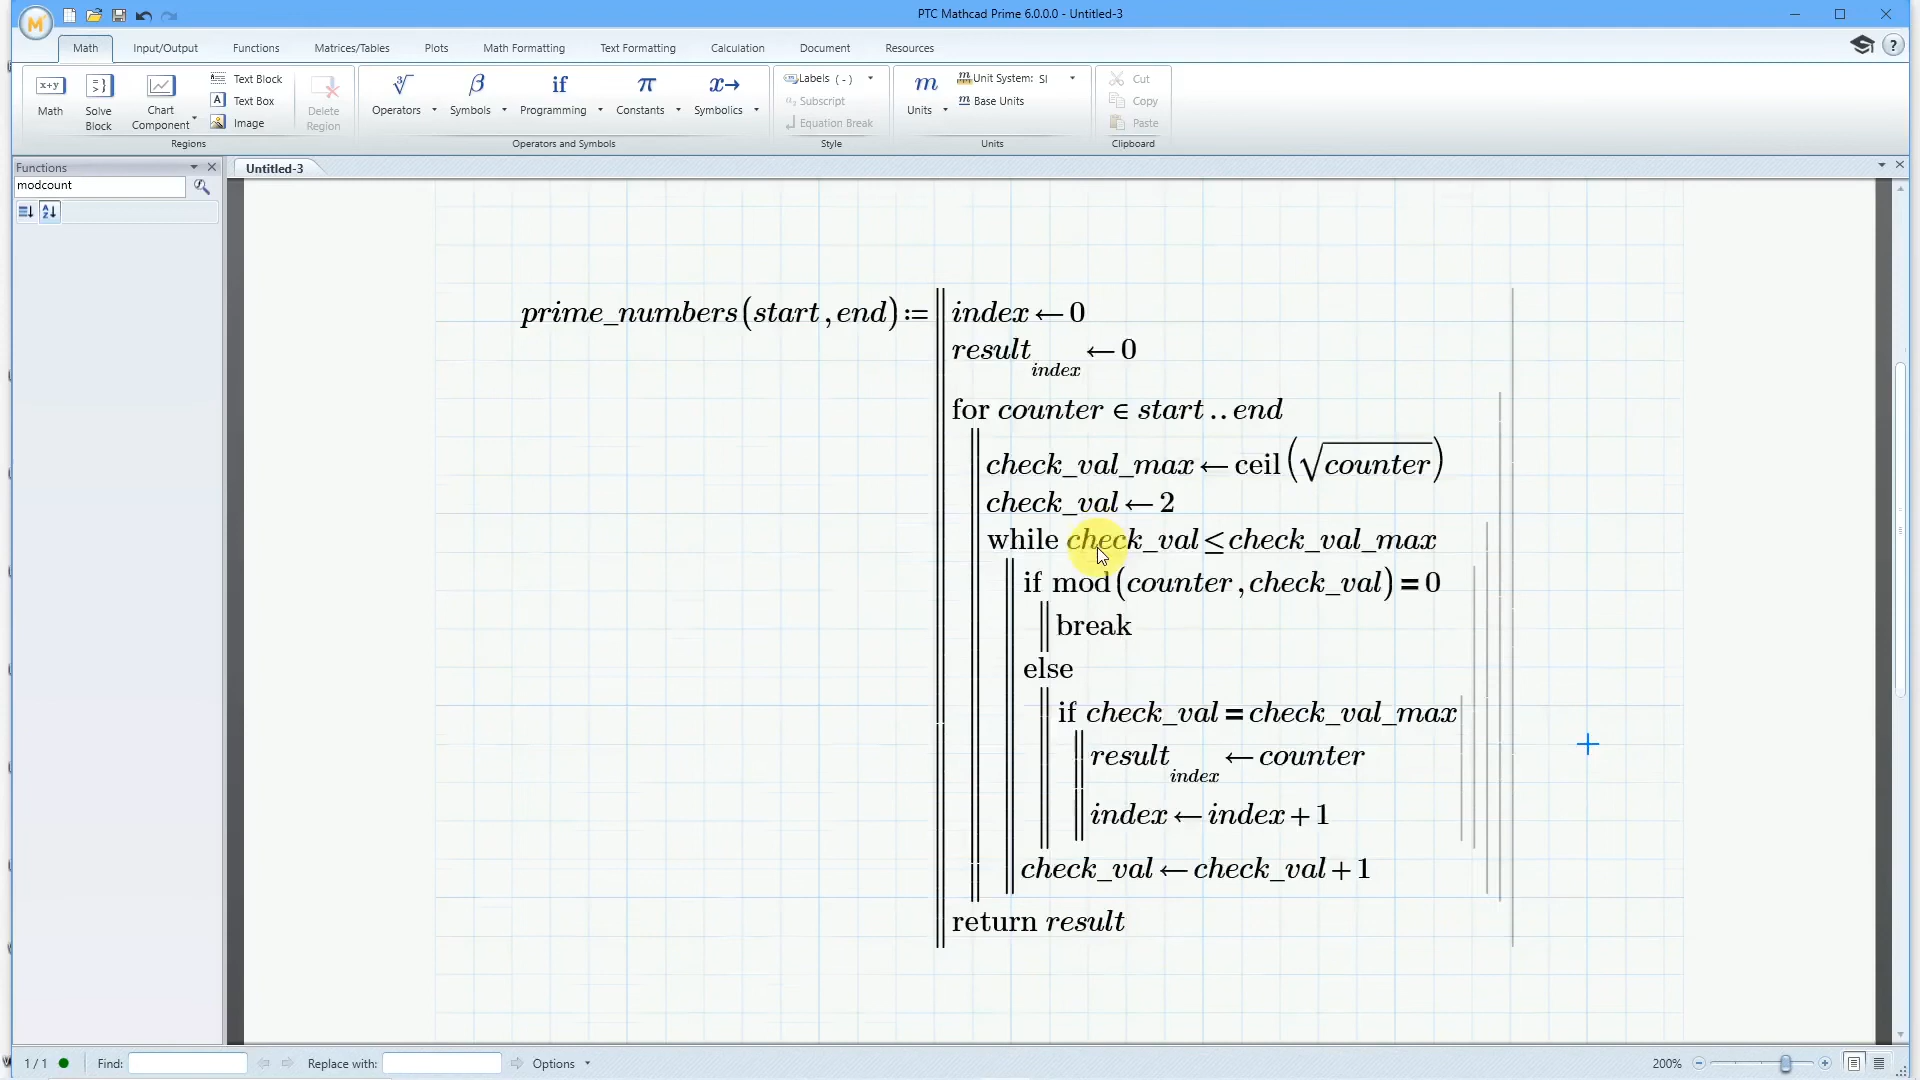 PTC Mathcad Prime 6.0.0.0 - Untitled-3
Math Input/Output Functions Matrices/Tables Plots Math Formatting Text Formatting Calculation Document Resources
Math
Solve Block
Chart Component
Text Block
Text Box
Image
Delete Region
Regions
Operators
Symbols
Programming
Constants
Symbolics
Operators and Symbols
Labels ( - )
Subscript
Equation Break
Style
Units
Unit System: SI
Base Units
Units
Cut
Copy
Paste
Clipboard
Functions
modcount
Untitled-3
prime_numbers(start,end):=
index←0
result index ←0
for counter ∈ start..end
check_val_max←ceil(√counter)
check_val←2
while check_val≤check_val_max
if mod(counter,check_val)=0
break
else
if check_val=check_val_max
result index ←counter
index←index+1
check_val←check_val+1
return result
1 / 1 Find: Replace with: Options 200%